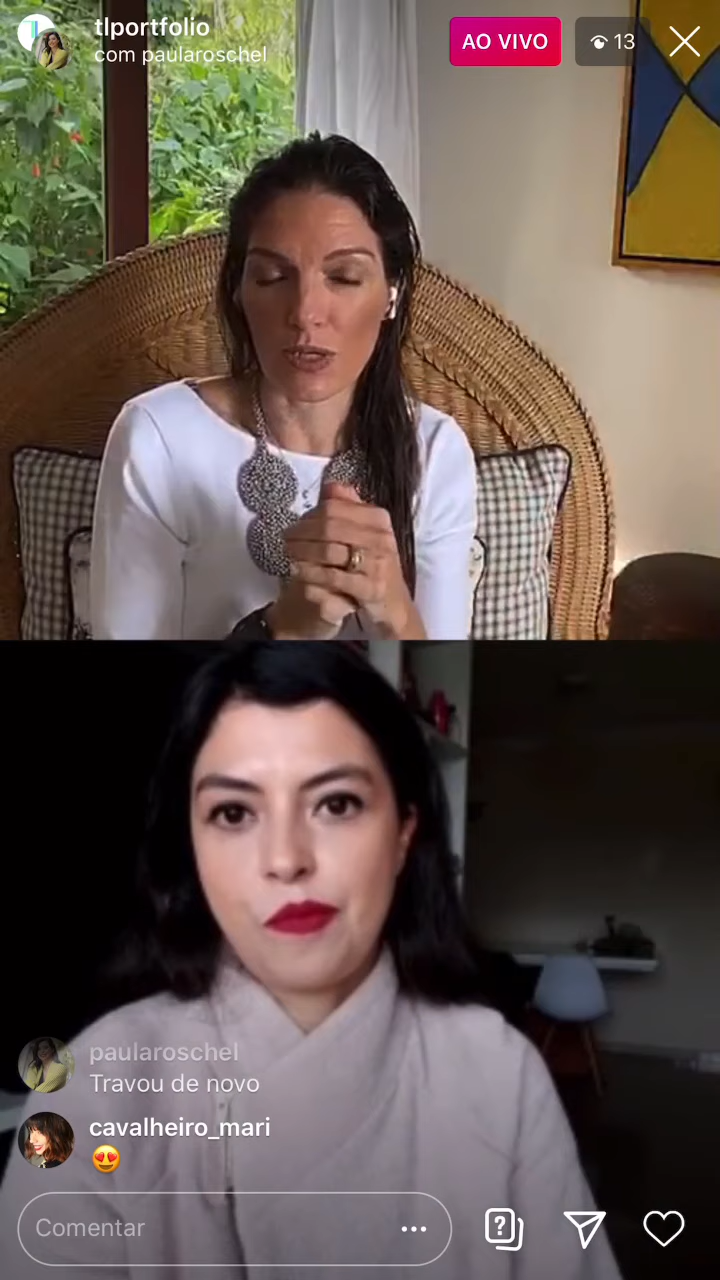 tlportfolio
com paularoschel
AO VIVO
13
paularoschel
Travou de novo
cavalheiro_mari
😍
Comentar